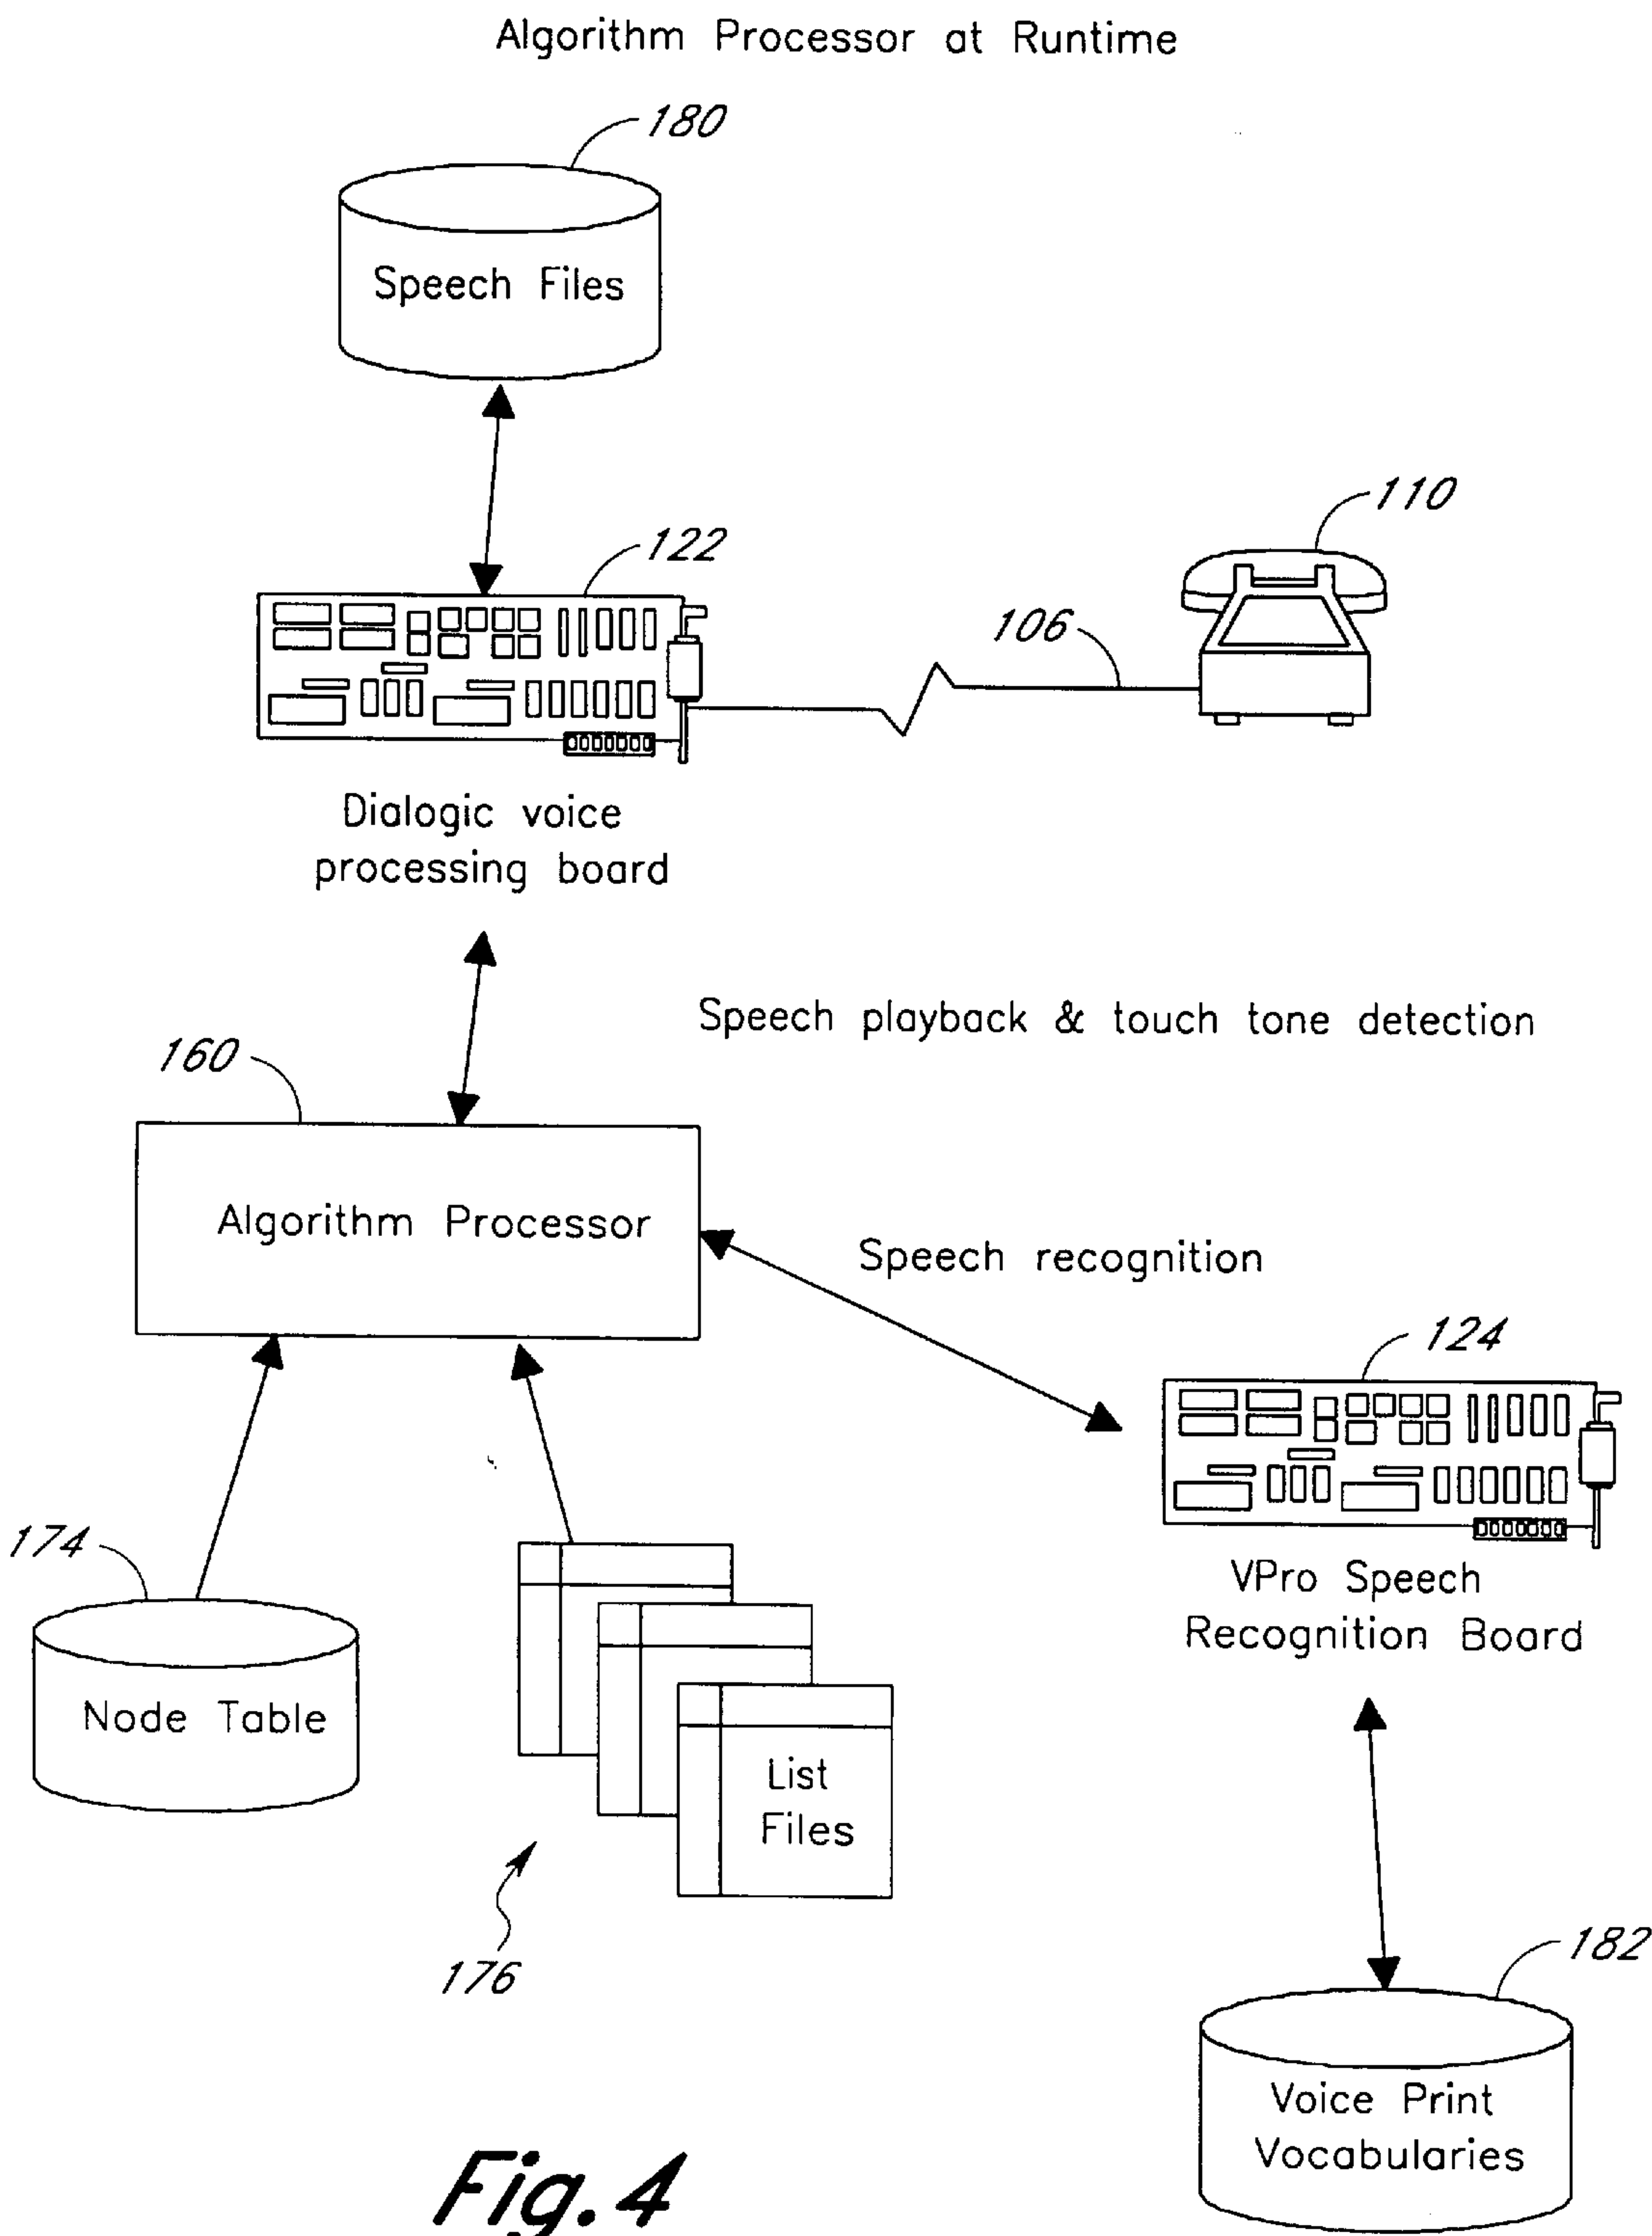 Algorithm Processor at Runtime
180
Speech Files
110
122
106
Dialogic voice
processing board
Speech playback & touch tone detection
160
Algorithm Processor
Speech recognition
124
174
VPro Speech
Recognition Board
Node Table
List
Files
176
182
Voice Print
Vocabularies
Fig. 4